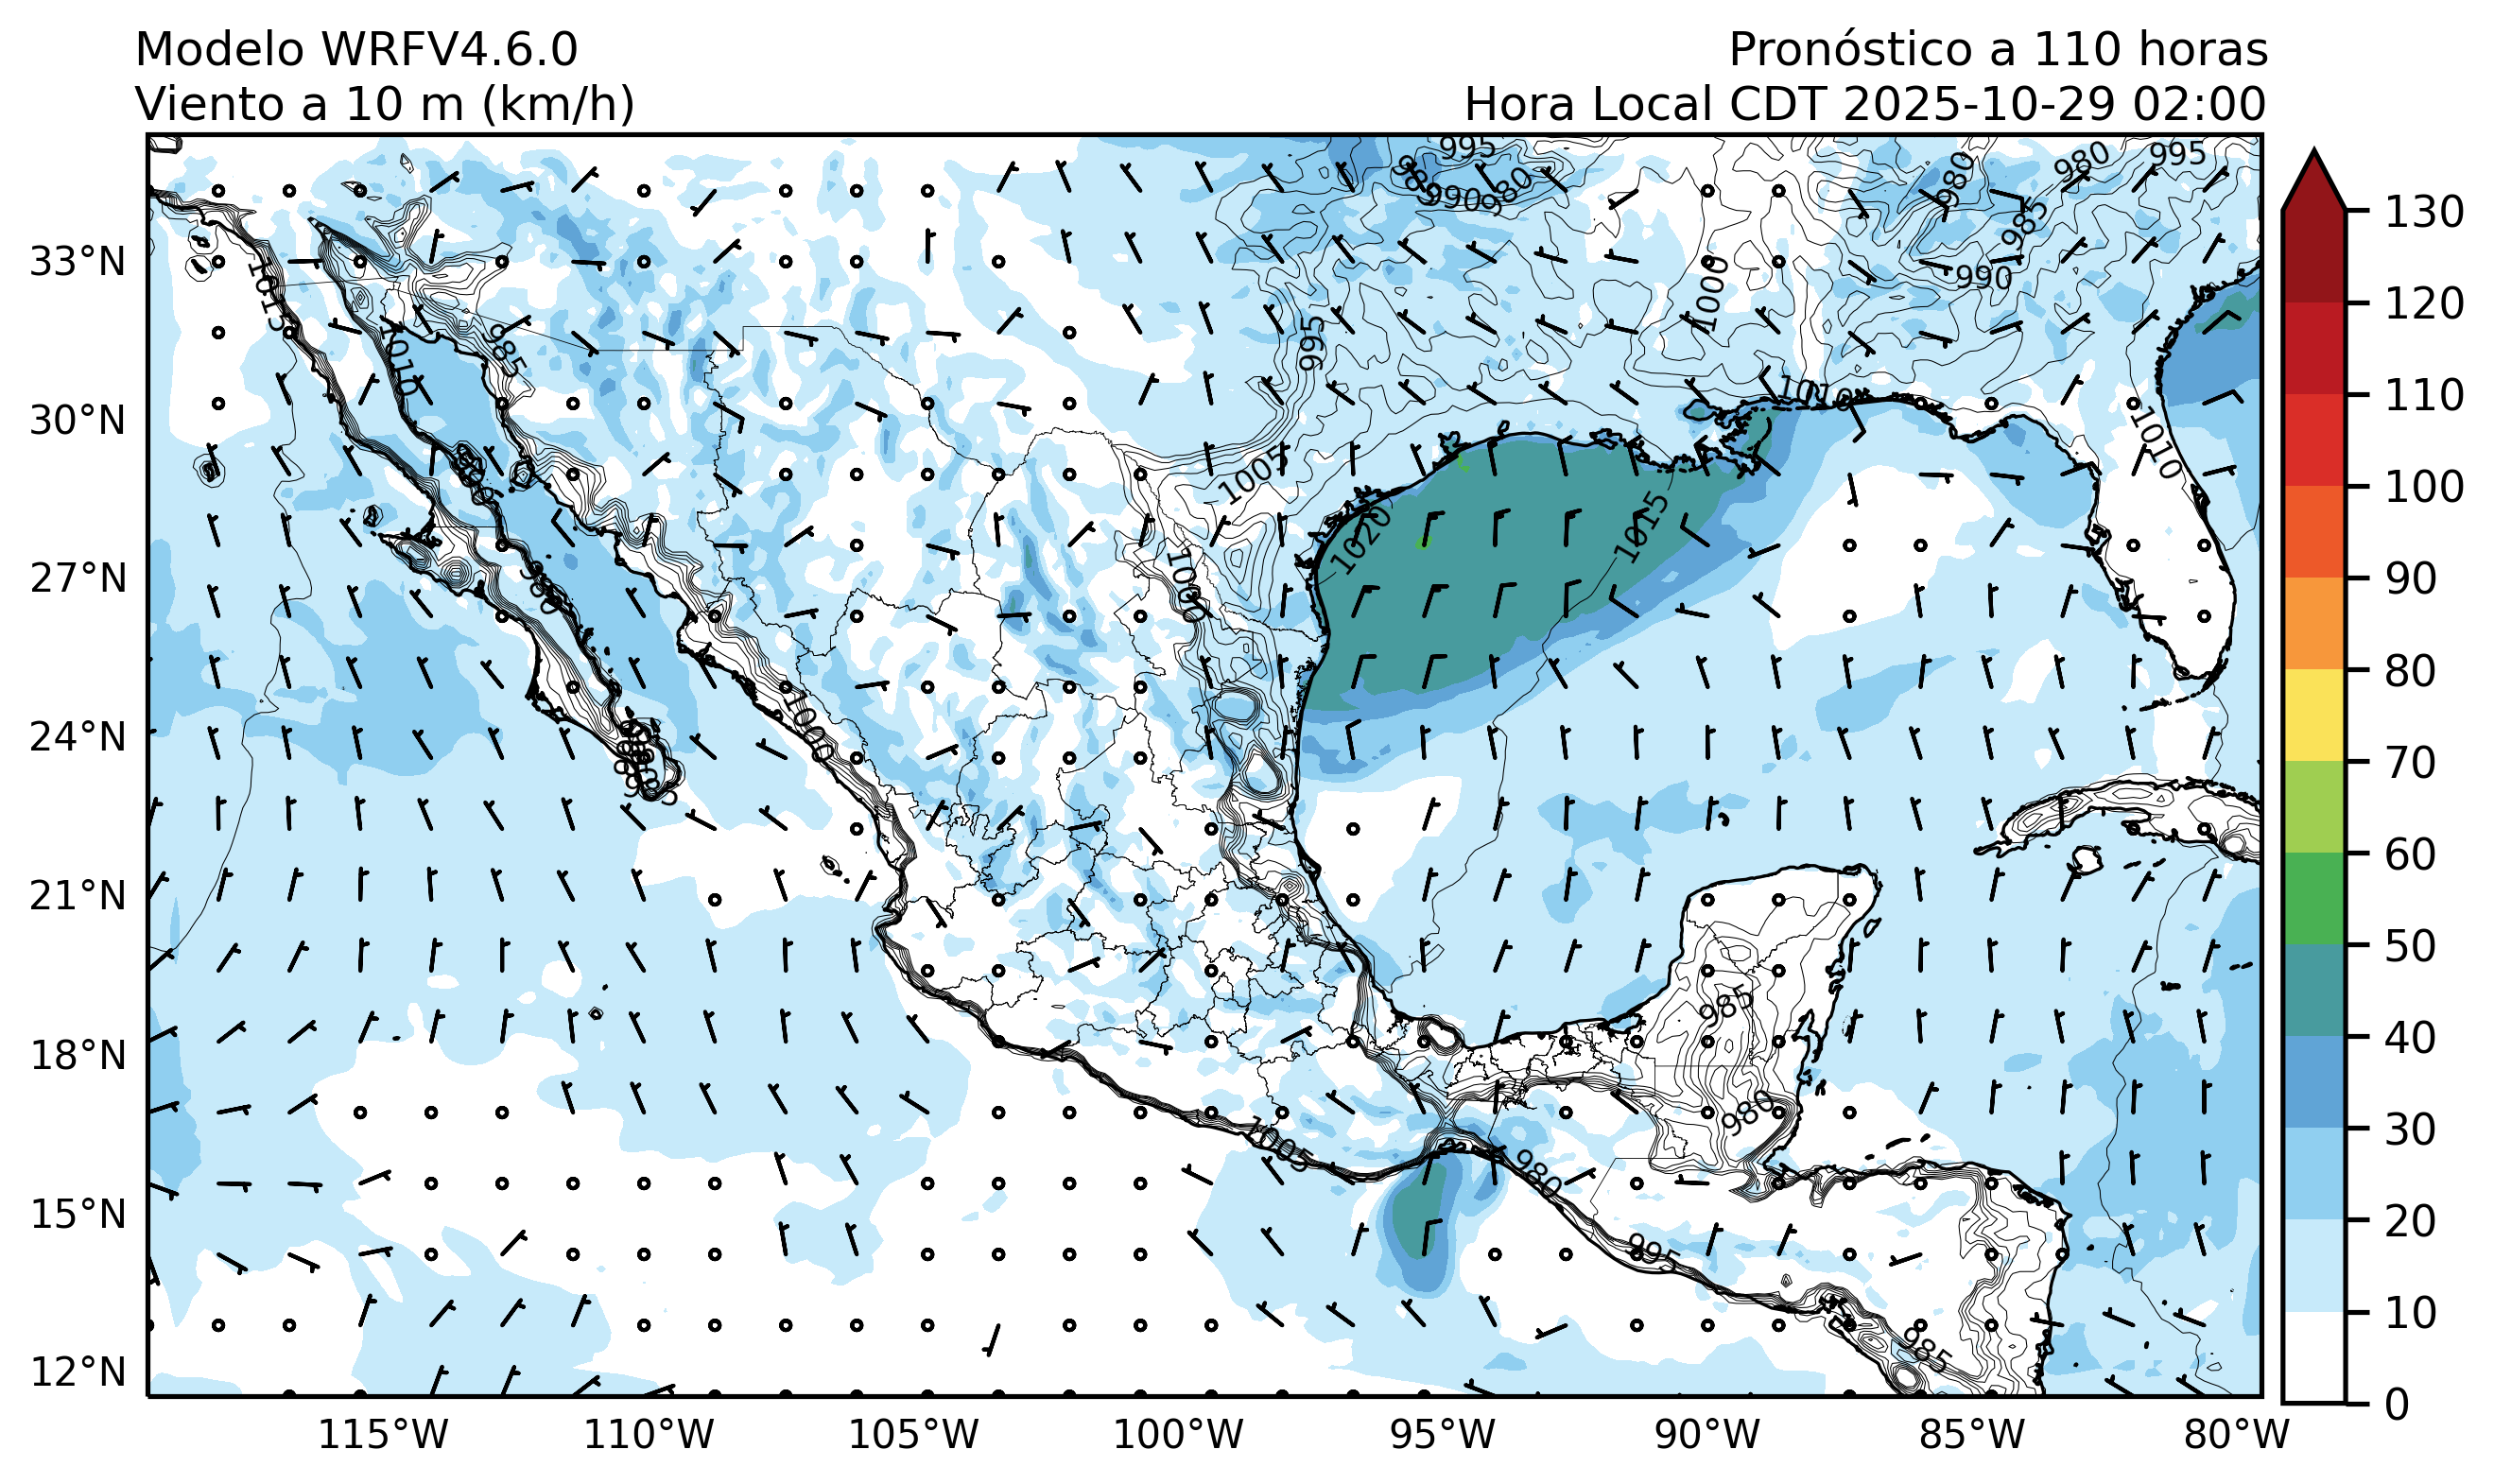 Modelo WRFV4.6.0
Viento a 10 m (km/h)
Pronóstico a 110 horas
Hora Local CDT 2025-10-29 02:00
33°N
30°N
27°N
24°N
21°N
18°N
15°N
12°N
115°W
110°W
105°W
100°W
95°W
90°W
85°W
80°W
130
120
110
100
90
80
70
60
50
40
30
20
10
0
995
990
980
980
980
995
985
990
1015
1010
985
995
1000
1010
1010
1005
1020
1015
1000
1000
985
980
1005
980
995
985